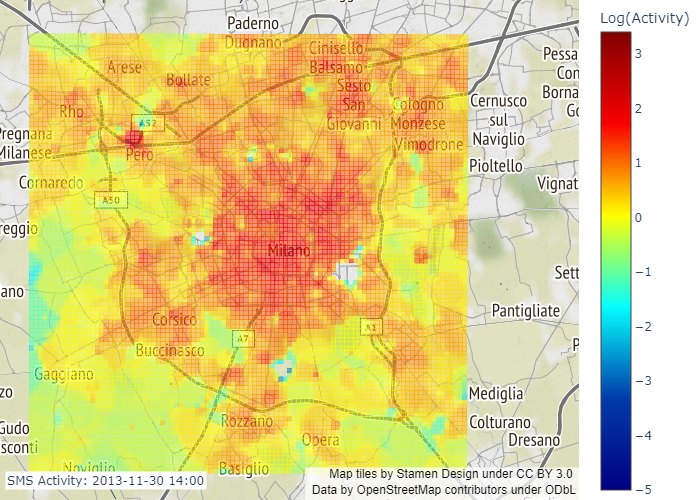 Paderno
Dugnano
Log(Activity)
3
2
1
0
−1
−2
−3
−4
−5
Cinisello
Balsamo
Sesto
San
Giovanni
Arese
Bollate
Rho
A52
Pero
Pregnana
Milanese
Cornaredo
A50
Cologno
Monzese
Vimodrone
Cernusco
sul
Naviglio
Pioltello
Pessa
Con
Borna
Go
Vignat
reggio
Milano
ano
Sett
Pantigliate
P
Corsico
Buccinasco
A7
A1
Gaggiano
zo
Gudo
sconti
Rozzano
Opera
Mediglia
Colturano
Dresano
Noviglio
Basiglio
SMS Activity: 2013-11-30 14:00
Map tiles by Stamen Design under CC BY 3.0
Data by OpenStreetMap contributors under ODbL